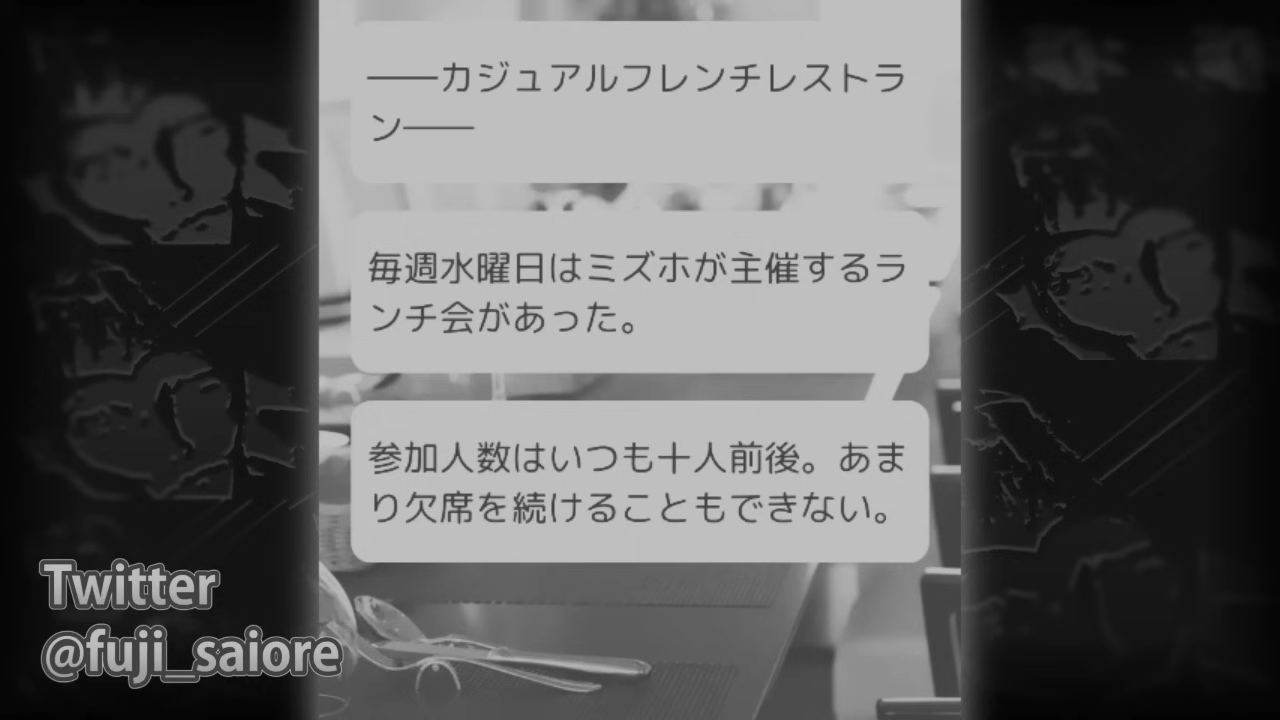 ――カジュアルフレンチレストラ
ン――
毎週水曜日はミズホが主催するラ
ンチ会があった。
参加人数はいつも十人前後。あま
り欠席を続けることもできない。
Twitter
@fuji_saiore